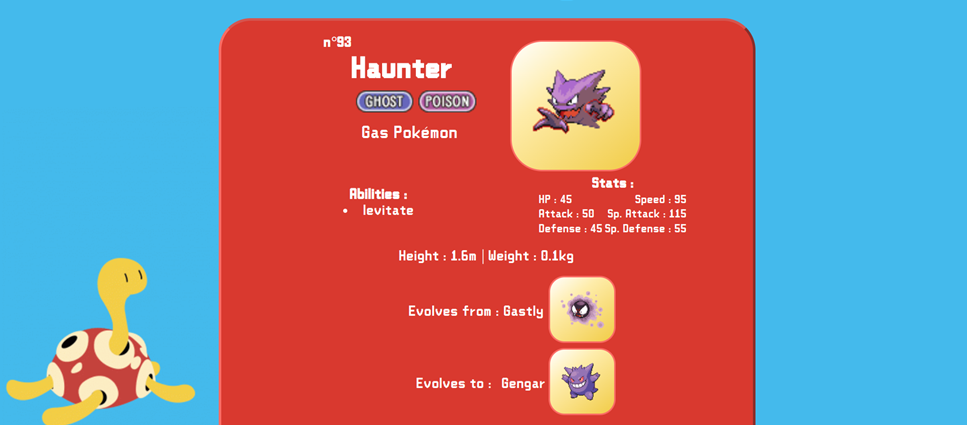 n°93
Haunter
GHOST POISON
Gas Pokémon
Abilities :
• levitate
Stats :
HP : 45 Speed : 95
Attack : 50 Sp. Attack : 115
Defense : 45 Sp. Defense : 55
Height : 1.6m | Weight : 0.1kg
Evolves from : Gastly
Evolves to : Gengar